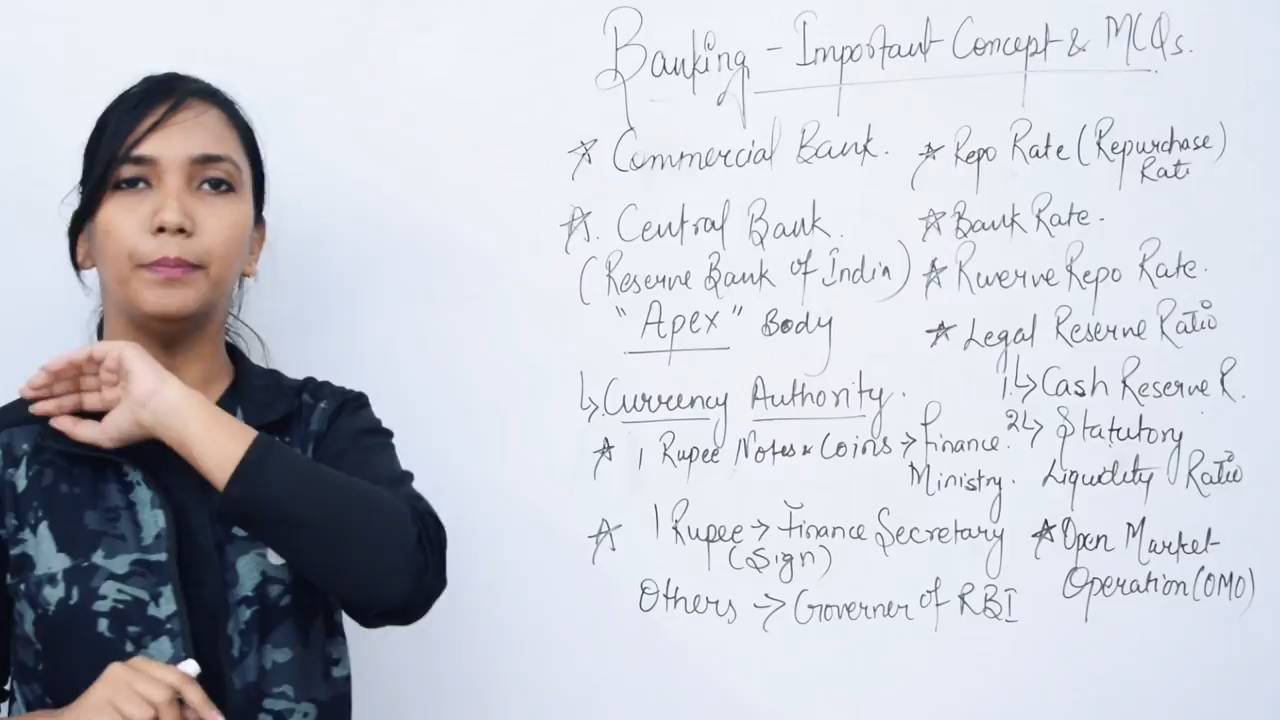 Banking - Important Concept & MCQs.
☆ Commercial Bank.
☆. Central Bank.
(Reserve Bank of India)
"Apex" Body
↳ Currency Authority.
☆ 1 Rupee Notes & Coins → Finance
Ministry.
☆ 1 Rupee → Finance Secretary
(Sign)
Others → Governer of RBI
☆ Repo Rate (Repurchase)
Rate
☆ Bank Rate.
☆ Rwerve Repo Rate.
☆ Legal Reserve Ratio
1. ↳ Cash Reserve R.
2 ↳ Statutory
Liquidity Ratio
☆ Open Market
Operation (OMO)